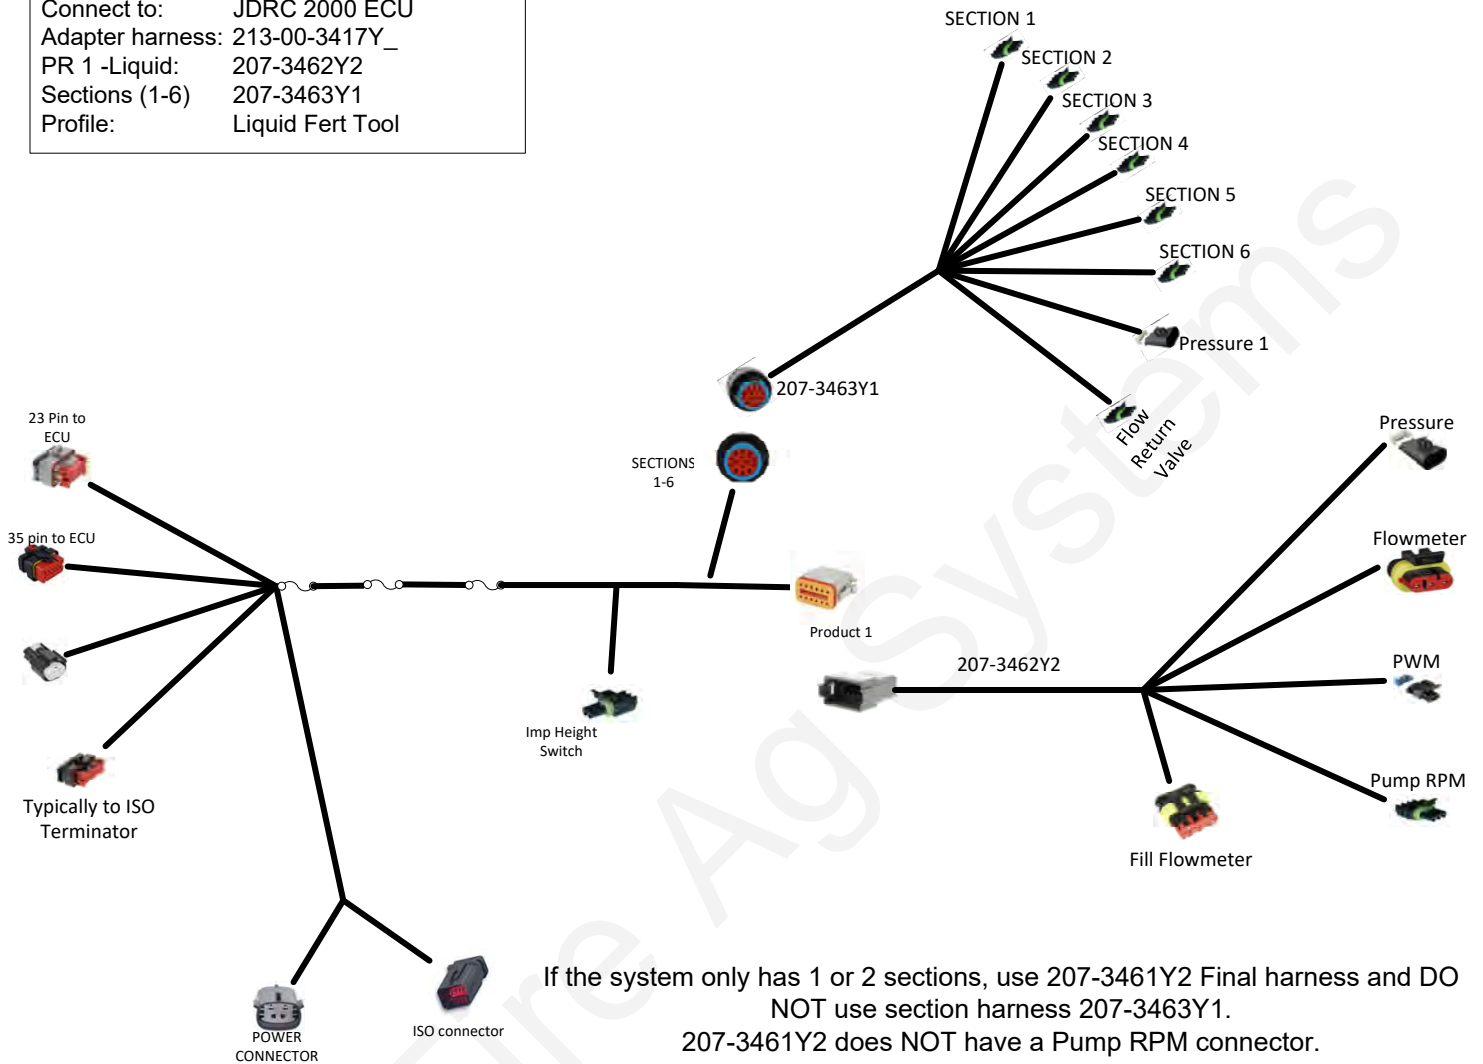 Connect to: JDRC 2000 ECU
Adapter harness: 213-00-3417Y_
PR 1 -Liquid: 207-3462Y2
Sections (1-6) 207-3463Y1
Profile: Liquid Fert Tool
SECTION 1
SECTION 2
SECTION 3
SECTION 4
SECTION 5
SECTION 6
Pressure 1
Flow
Return
Valve
207-3463Y1
SECTIONS
1-6
23 Pin to
ECU
35 pin to ECU
Typically to ISO
Terminator
Imp Height
Switch
Product 1
207-3462Y2
Pressure
Flowmeter
PWM
Pump RPM
Fill Flowmeter
POWER
CONNECTOR
ISO connector
If the system only has 1 or 2 sections, use 207-3461Y2 Final harness and DO
NOT use section harness 207-3463Y1.
207-3461Y2 does NOT have a Pump RPM connector.
Fire Ag Systems